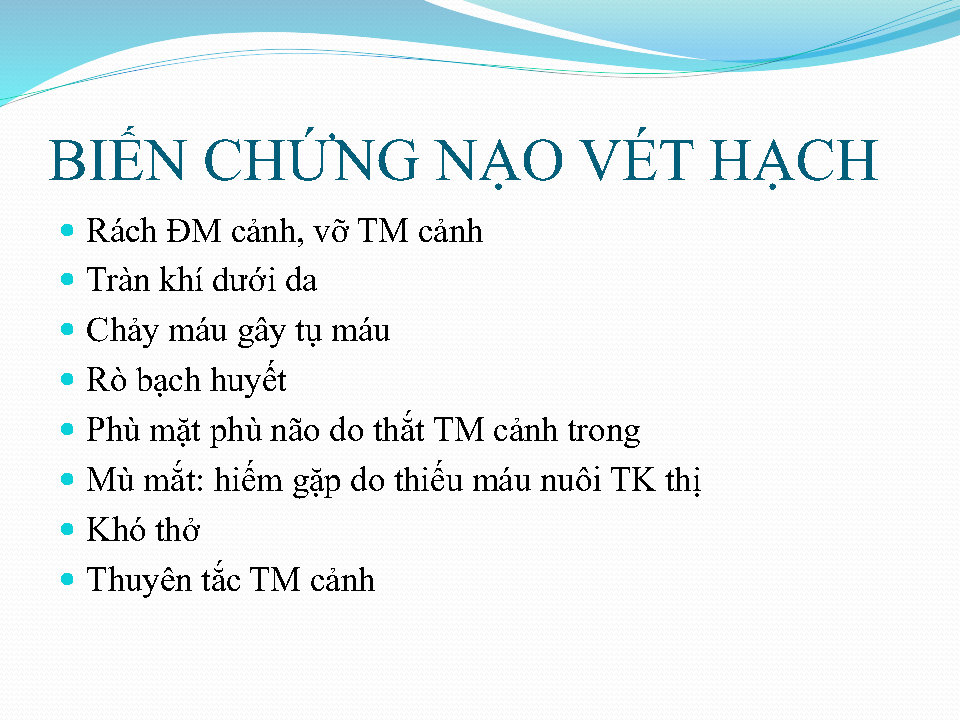 BIẾN CHỨNG NẠO VÉT HẠCH
Rách ĐM cảnh, vỡ TM cảnh
Tràn khí dưới da
Chảy máu gây tụ máu
Rò bạch huyết
Phù mặt phù não do thắt TM cảnh trong
Mù mắt: hiếm gặp do thiếu máu nuôi TK thị
Khó thở
Thuyên tắc TM cảnh